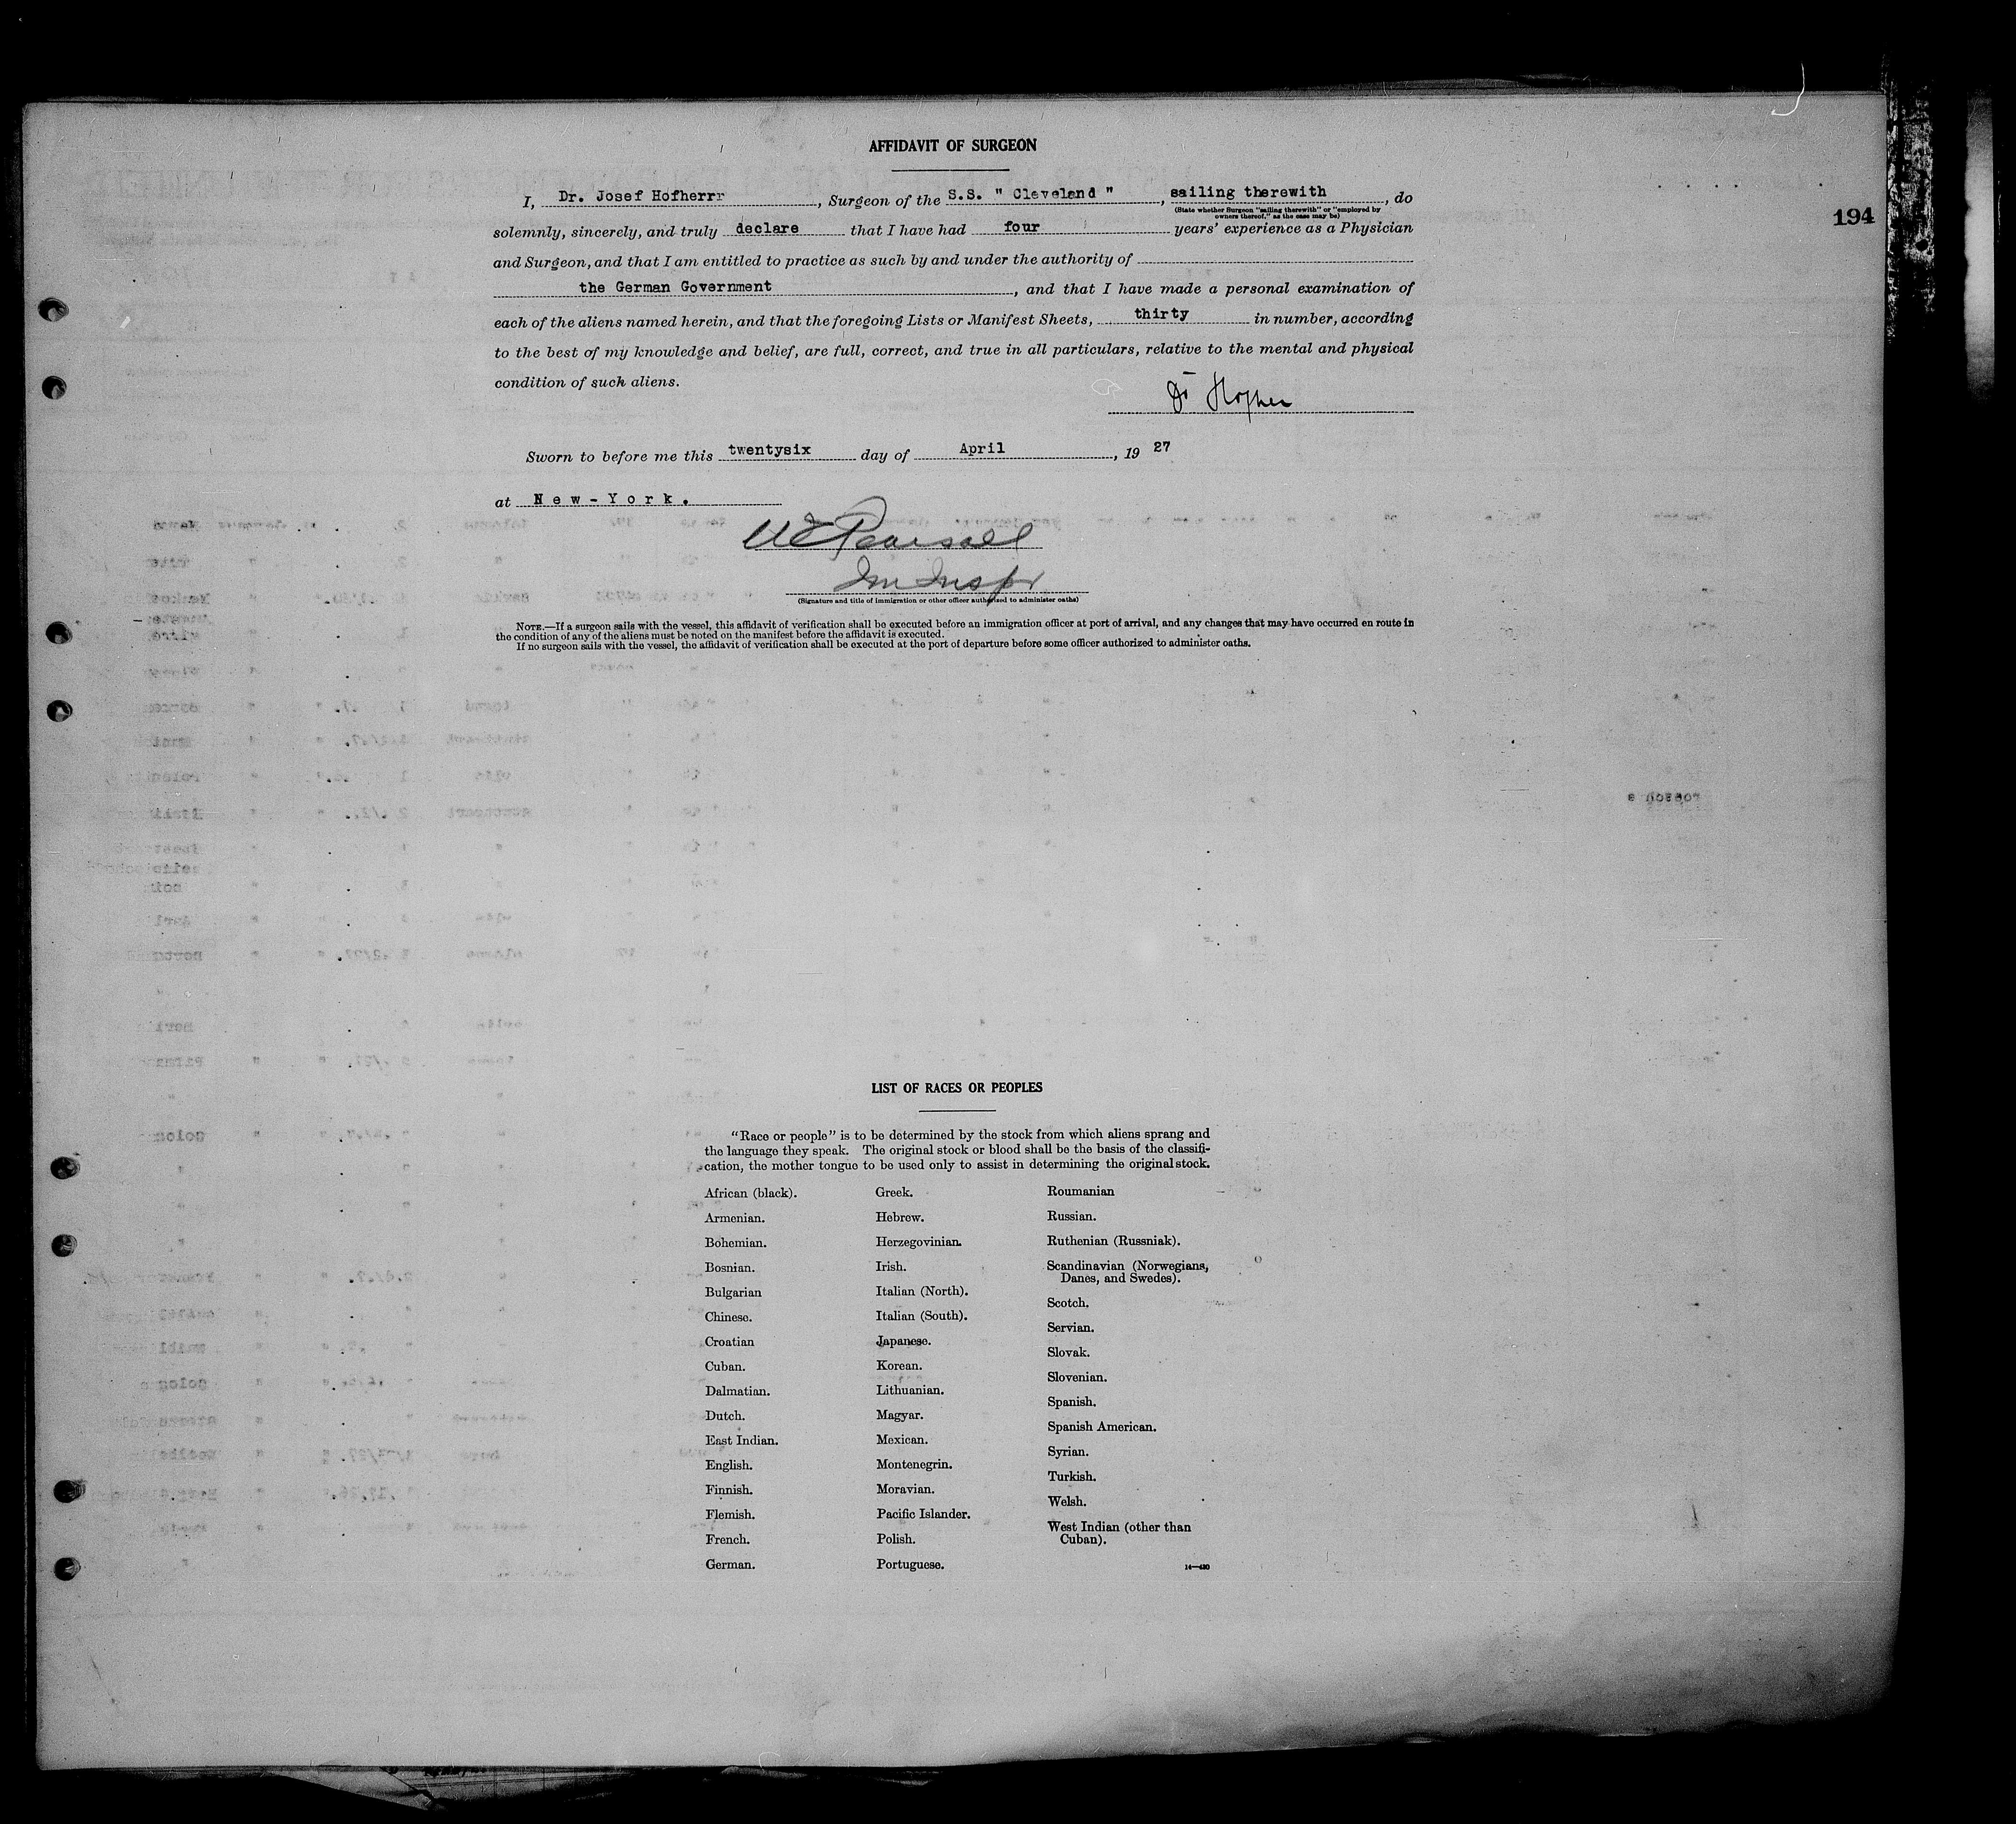 194
AFFIDAVIT OF SURGEON
I, Dr. Josef Hofherrr, Surgeon of the S.S. " Cleveland ", sailing therewith, do
(State whether Surgeon "sailing therewith" or "employed by
owners thereof," as the case may be)
solemnly, sincerely, and truly declare that I have had four years' experience as a Physician
and Surgeon, and that I am entitled to practice as such by and under the authority of
the German Government, and that I have made a personal examination of
each of the aliens named herein, and that the foregoing Lists or Manifest Sheets, thirty in number, according
to the best of my knowledge and belief, are full, correct, and true in all particulars, relative to the mental and physical
condition of such aliens.
Dr
Sworn to before me this twentysix day of April, 19 27
at New-York.
Pearsall
Im Inspr
(Signature and title of immigration or other officer authorized to administer oaths)
NOTE.—If a surgeon sails with the vessel, this affidavit of verification shall be executed before an immigration officer at port of arrival, and any changes that may have occurred en route in
the condition of any of the aliens must be noted on the manifest before the affidavit is executed.
If no surgeon sails with the vessel, the affidavit of verification shall be executed at the port of departure before some officer authorized to administer oaths.
LIST OF RACES OR PEOPLES
"Race or people" is to be determined by the stock from which aliens sprang and
the language they speak. The original stock or blood shall be the basis of the classifi-
cation, the mother tongue to be used only to assist in determining the original stock.
African (black).
Armenian.
Bohemian.
Bosnian.
Bulgarian
Chinese.
Croatian
Cuban.
Dalmatian.
Dutch.
East Indian.
English.
Finnish.
Flemish.
French.
German.
Greek.
Hebrew.
Herzegovinian.
Irish.
Italian (North).
Italian (South).
Japanese.
Korean.
Lithuanian.
Magyar.
Mexican.
Montenegrin.
Moravian.
Pacific Islander.
Polish.
Portuguese.
Roumanian
Russian.
Ruthenian (Russniak).
Scandinavian (Norwegians,
Danes, and Swedes).
Scotch.
Servian.
Slovak.
Slovenian.
Spanish.
Spanish American.
Syrian.
Turkish.
Welsh.
West Indian (other than
Cuban).
14—430